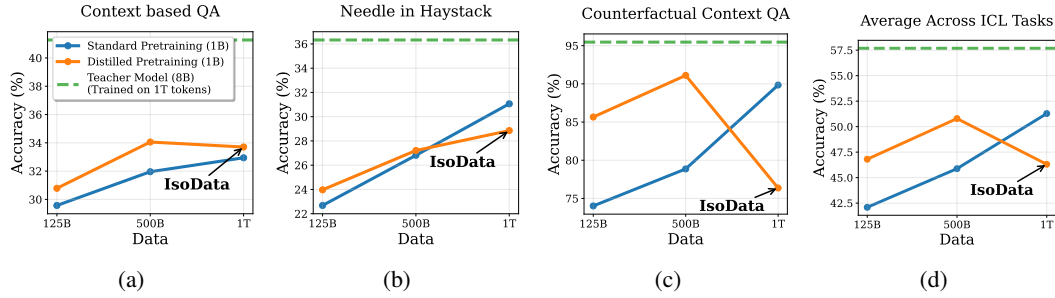 Context based QA
Accuracy (%)
40
38
36
34
32
30
Standard Pretraining (1B)
Distilled Pretraining (1B)
Teacher Model (8B)
(Trained on 1T tokens)
IsoData
125B
500B
1T
Data
(a)
Needle in Haystack
Accuracy (%)
36
34
32
30
28
26
24
22
IsoData
125B
500B
1T
Data
(b)
Counterfactual Context QA
Accuracy (%)
95
90
85
80
75
IsoData
125B
500B
1T
Data
(c)
Average Across ICL Tasks
Accuracy (%)
57.5
55.0
52.5
50.0
47.5
45.0
42.5
IsoData
125B
500B
1T
Data
(d)